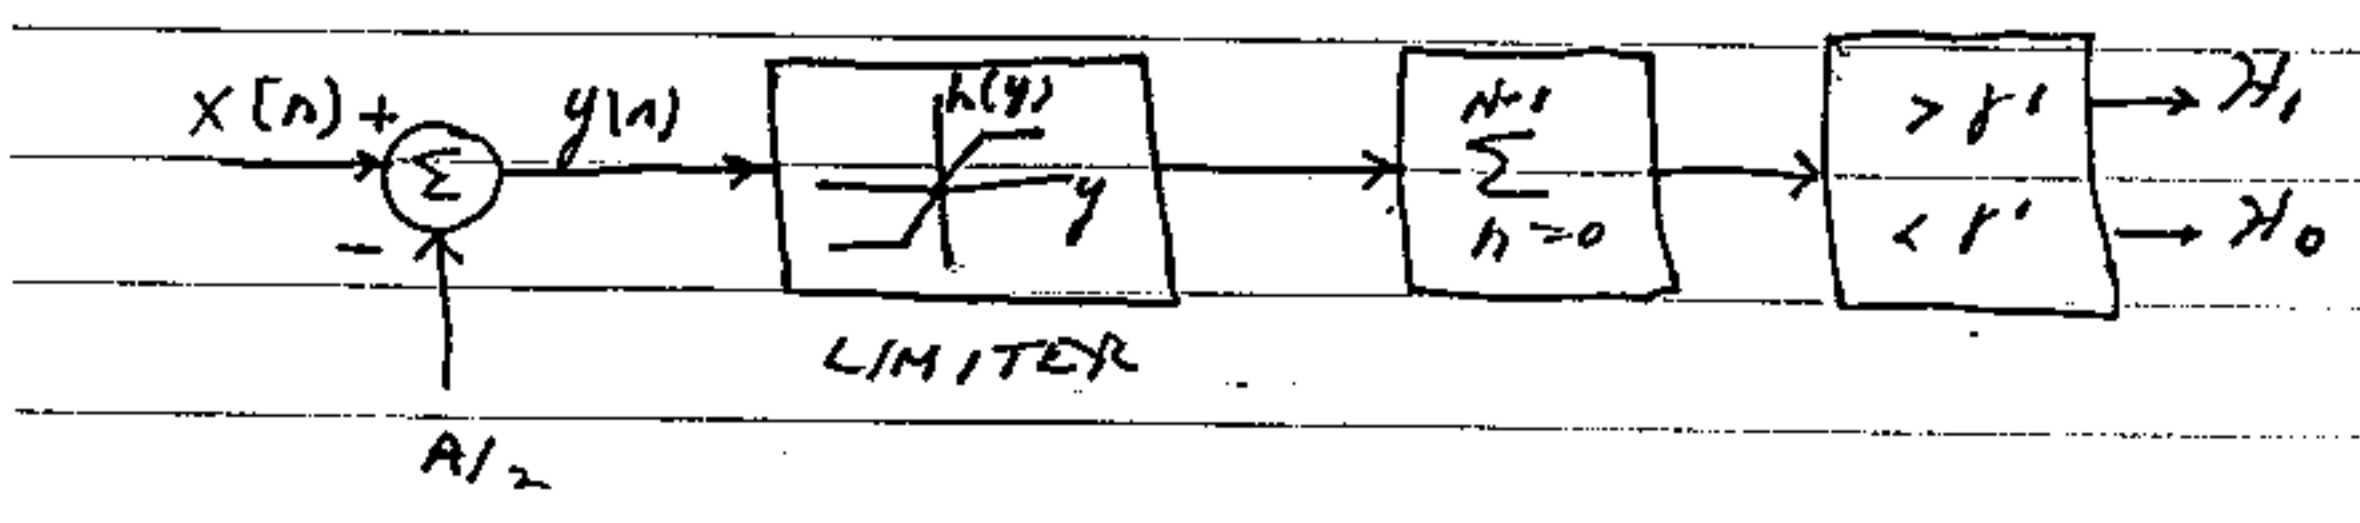 x[n] + Σ − A/2
y[n]
h(y) y
LIMITER
N-1 Σ n=0
> γ' → ℋ₁
< γ' → ℋ₀